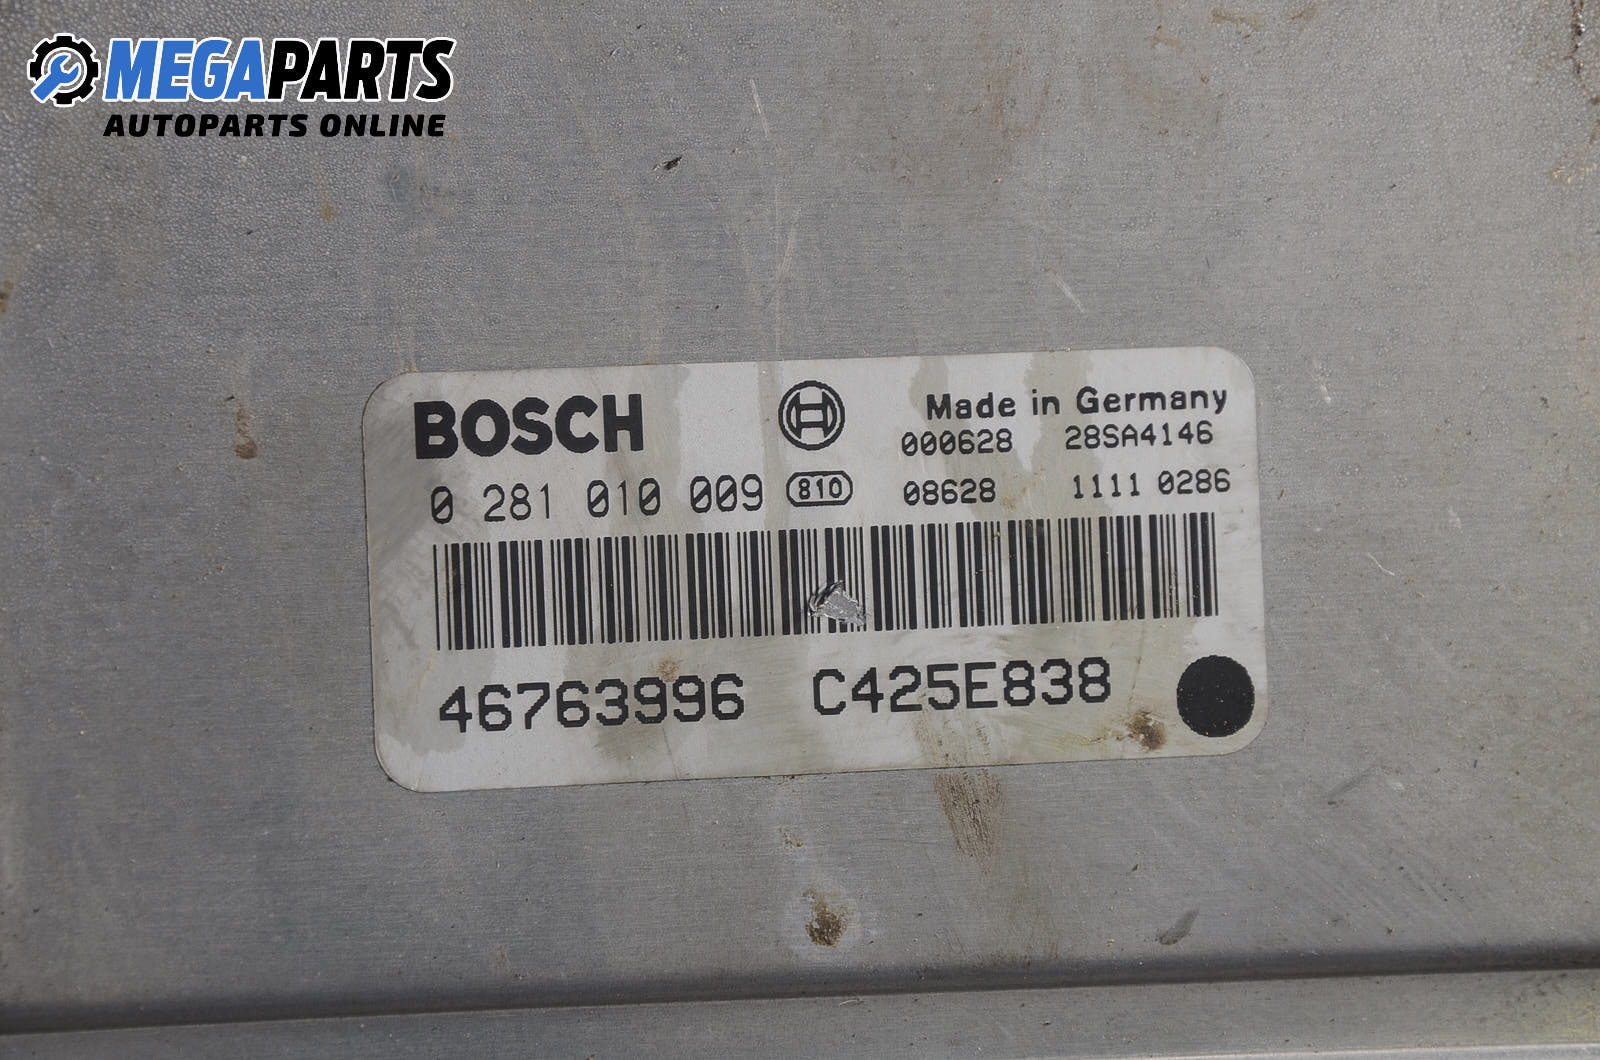 MEGAPARTS
AUTOPARTS ONLINE
BOSCH
Made in Germany
000628 28SA4146
0 281 010 009 810 08628 1111 0286
46763996 C425E838